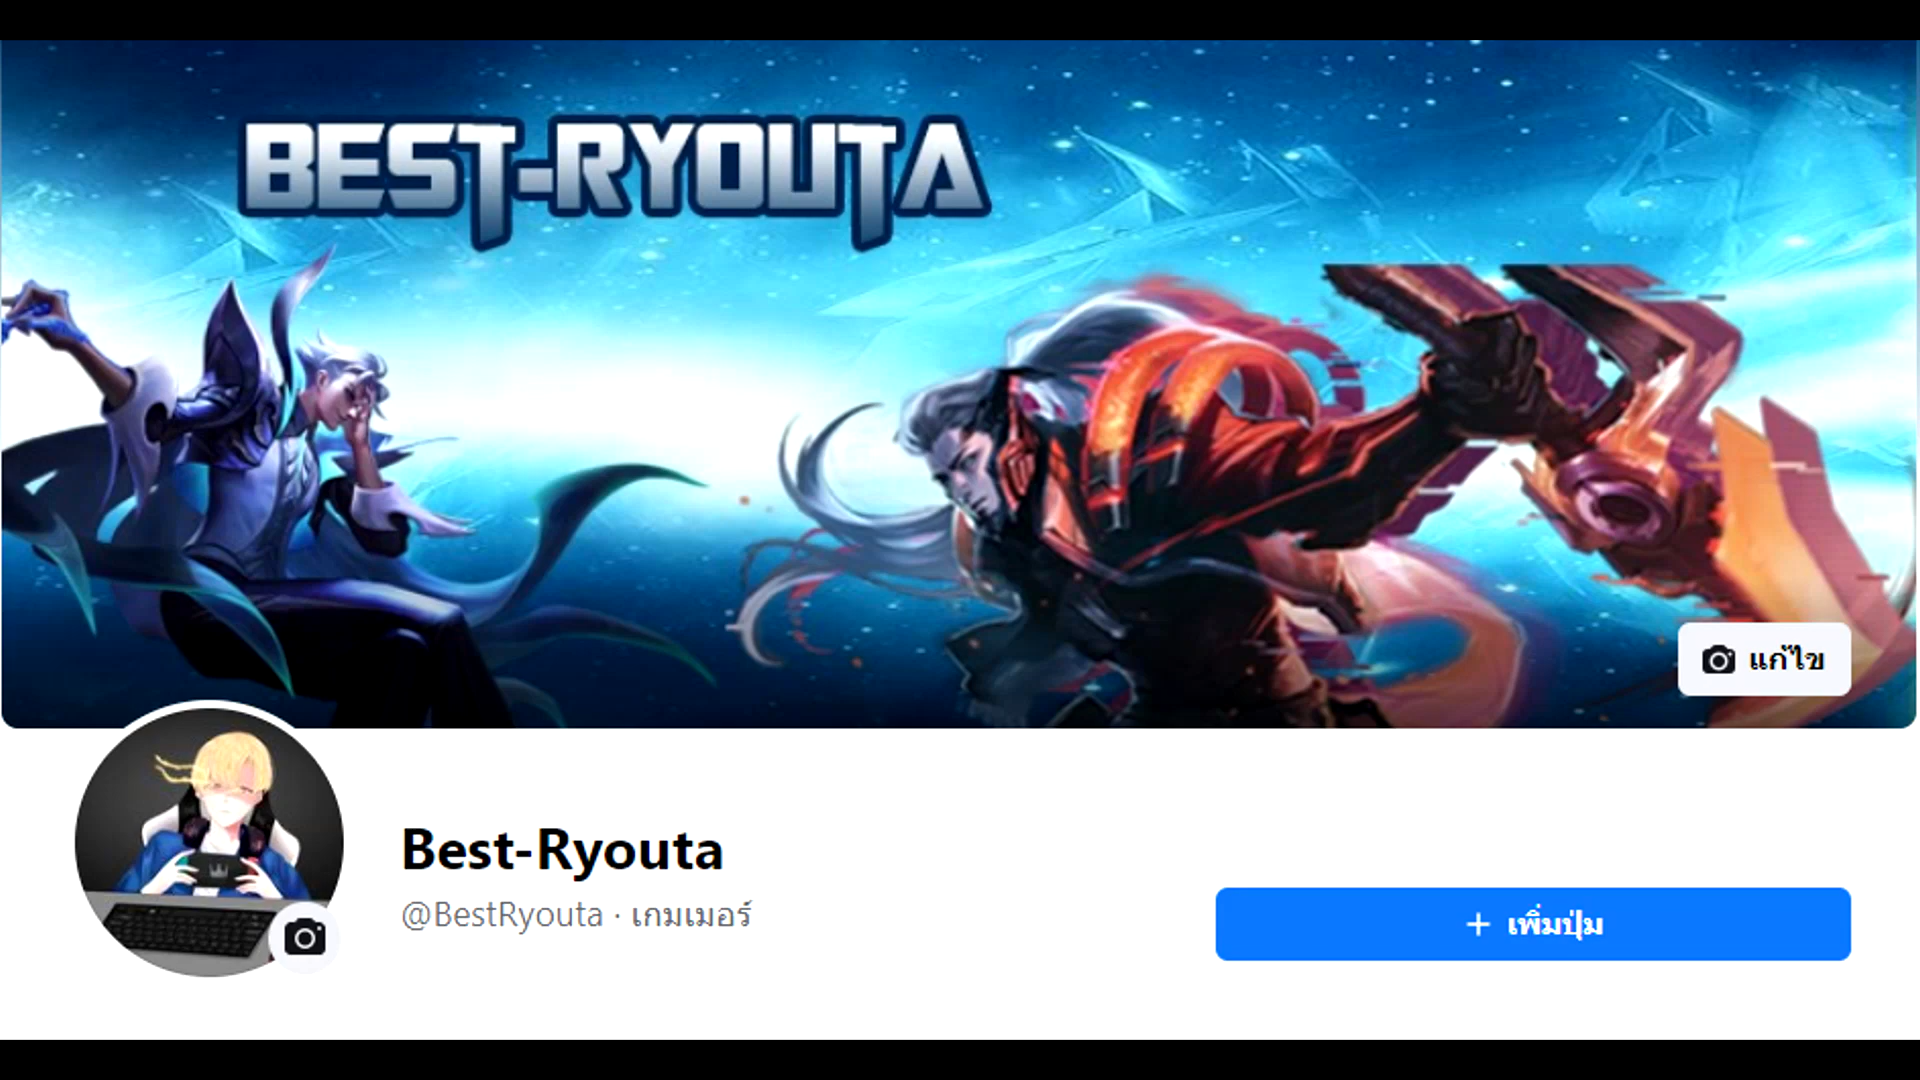 BEST-RYOUTA
แก้ไข
Best-Ryouta
@BestRyouta · เกมเมอร์
+ เพิ่มปุ่ม